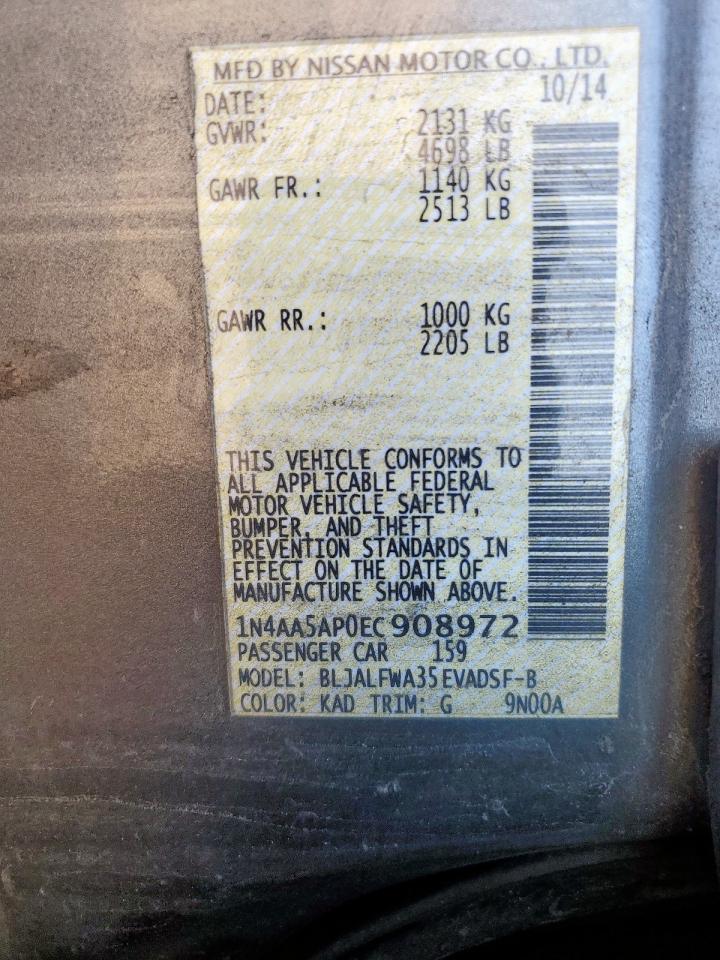 MFD BY NISSAN MOTOR CO., LTD.
DATE: 10/14
GVWR: 2131 KG
4698 LB
GAWR FR.: 1140 KG
2513 LB
GAWR RR.: 1000 KG
2205 LB
THIS VEHICLE CONFORMS TO
ALL APPLICABLE FEDERAL
MOTOR VEHICLE SAFETY,
BUMPER, AND THEFT
PREVENTION STANDARDS IN
EFFECT ON THE DATE OF
MANUFACTURE SHOWN ABOVE.
1N4AA5AP0EC908972
PASSENGER CAR 159
MODEL: BLJALFWA35EVADSF-B
COLOR: KAD TRIM: G 9N00A